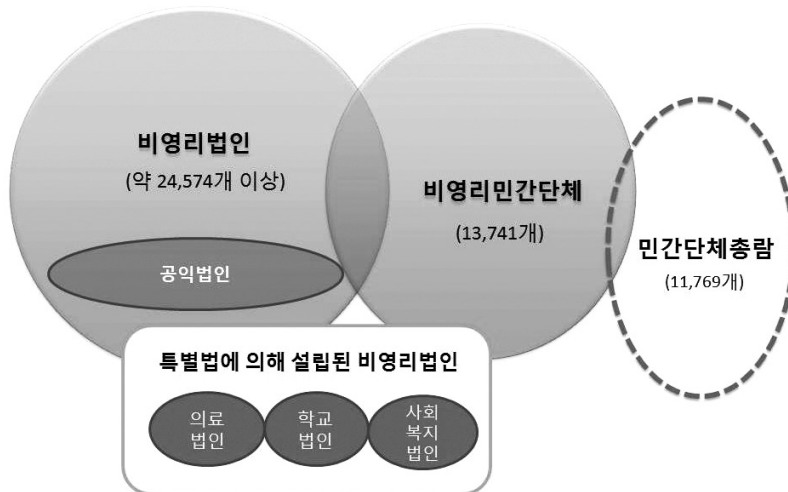 비영리법인
(약 24,574개 이상)
공익법인
비영리민간단체
(13,741개)
민간단체총람
(11,769개)
특별법에 의해 설립된 비영리법인
의료
법인
학교
법인
사회
복지
법인